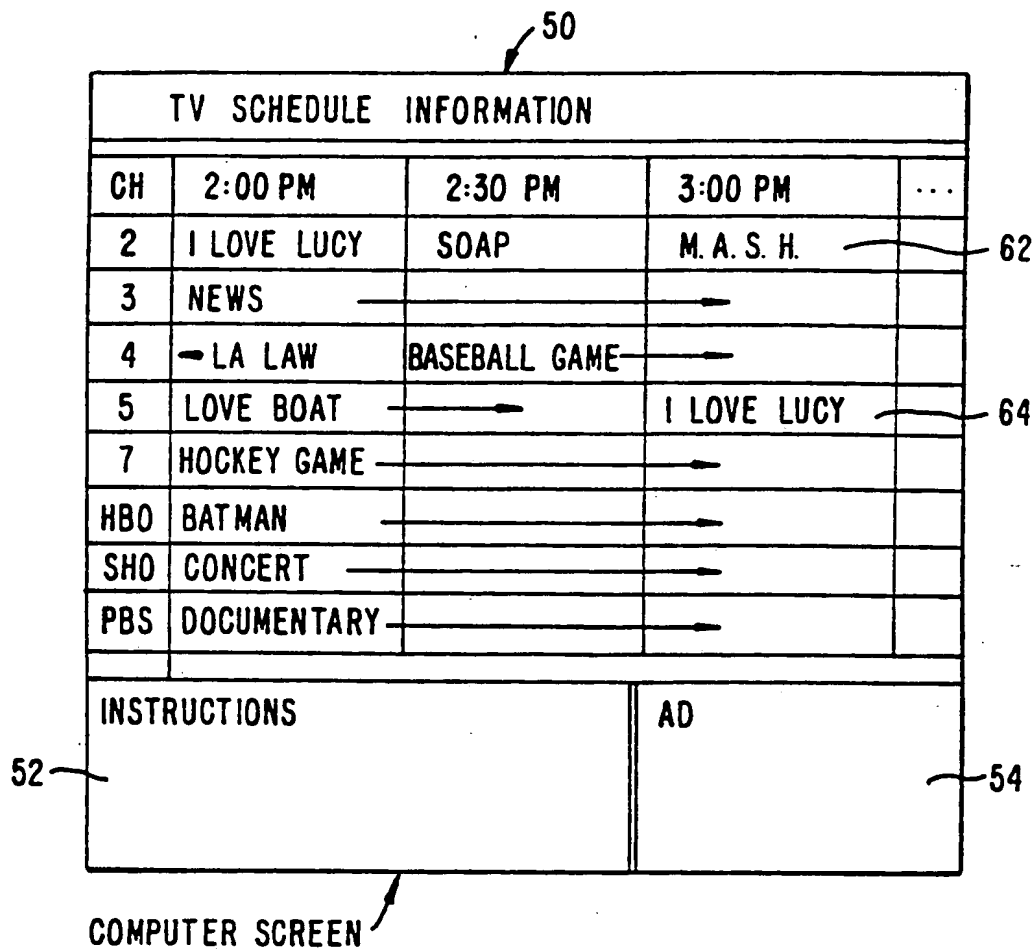 50
TV SCHEDULE INFORMATION
CH 2:00 PM 2:30 PM 3:00 PM ...
2 I LOVE LUCY SOAP M. A. S. H. 62
3 NEWS
4 LA LAW BASEBALL GAME
5 LOVE BOAT I LOVE LUCY 64
7 HOCKEY GAME
HBO BATMAN
SHO CONCERT
PBS DOCUMENTARY
INSTRUCTIONS AD
52 54
COMPUTER SCREEN